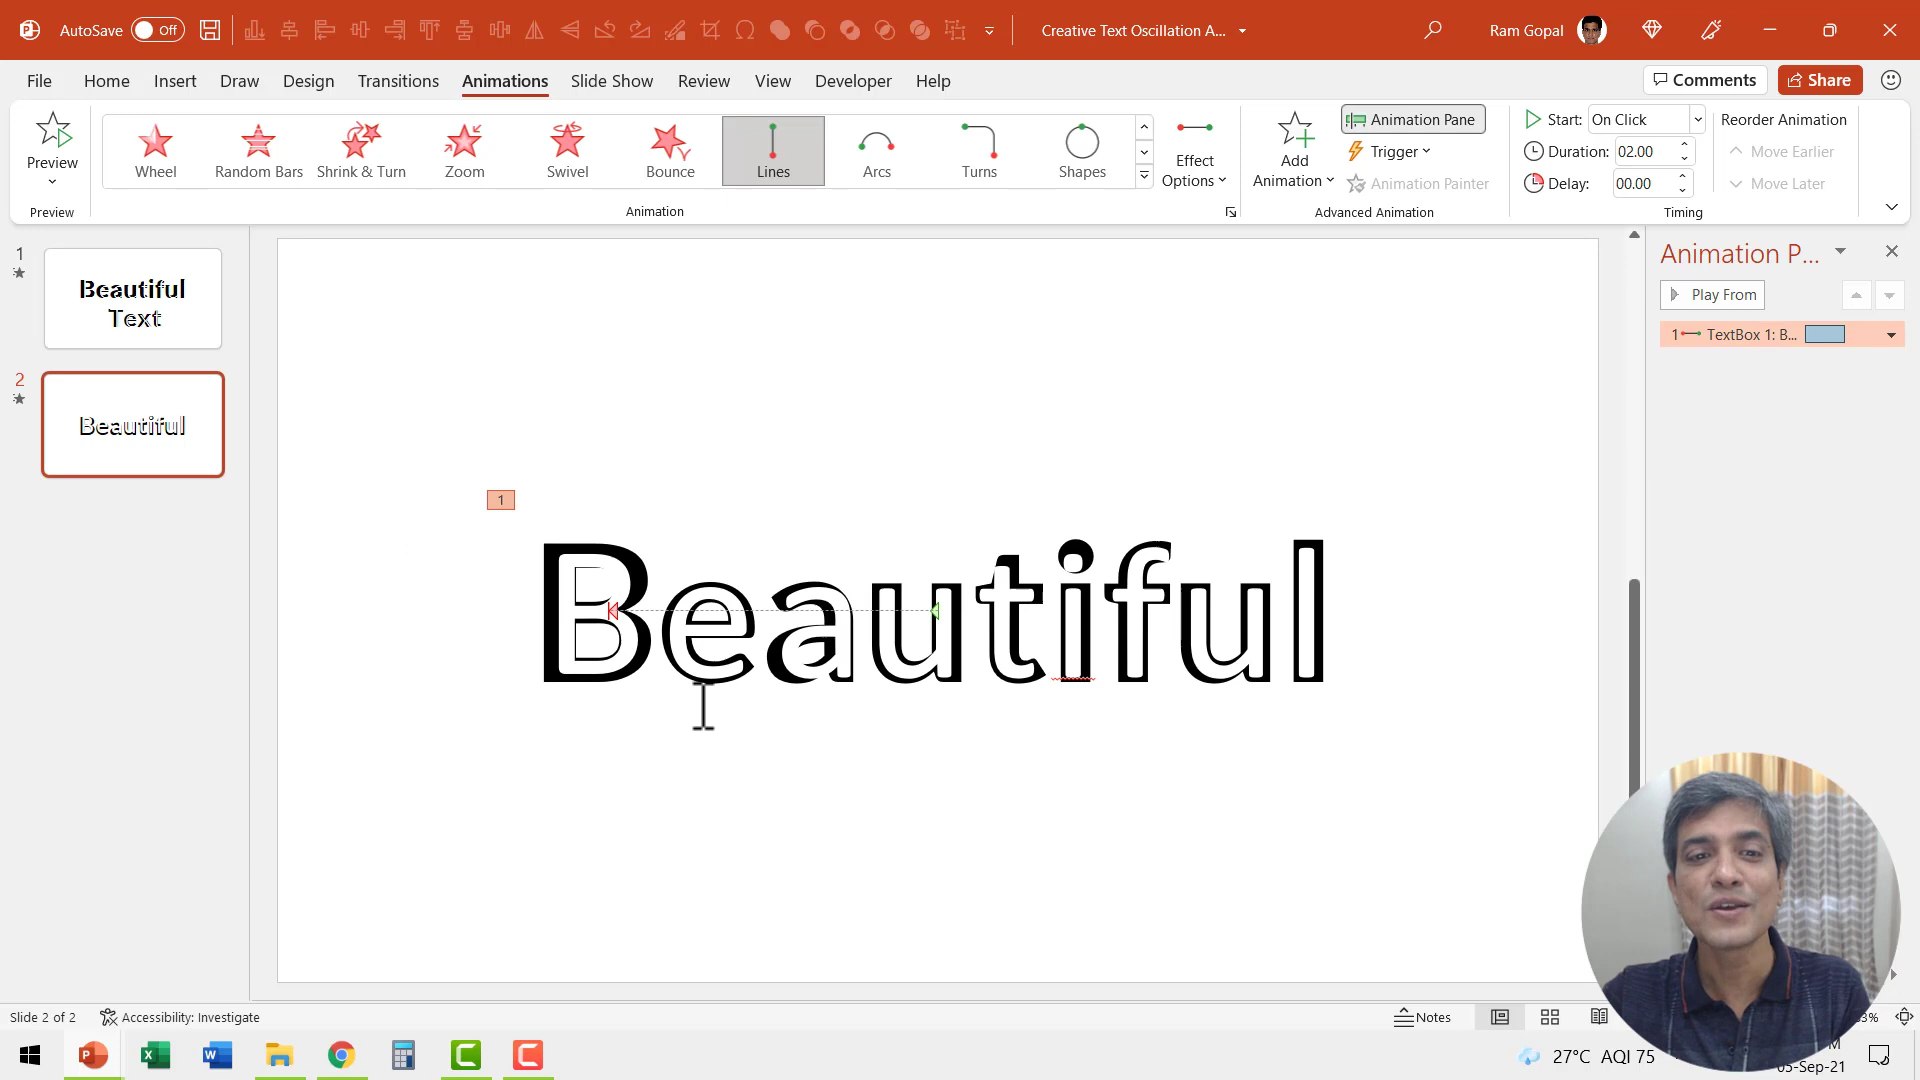 AutoSave Off Creative Text Oscillation A... Ram Gopal
File Home Insert Draw Design Transitions Animations Slide Show Review View Developer Help Comments Share
Preview
Wheel Random Bars Shrink & Turn Zoom Swivel Bounce Lines Arcs Turns Shapes
Effect Options
Add Animation
Animation Pane
Trigger
Animation Painter
Start: On Click
Duration: 02.00
Delay: 00.00
Reorder Animation
Move Earlier
Move Later
Preview Animation Advanced Animation Timing
1
Beautiful
Text
2
Beautiful
1
Beautiful
Animation P...
Play From
1 TextBox 1: B...
Slide 2 of 2 Accessibility: Investigate Notes
27°C AQI 75
05-Sep-21